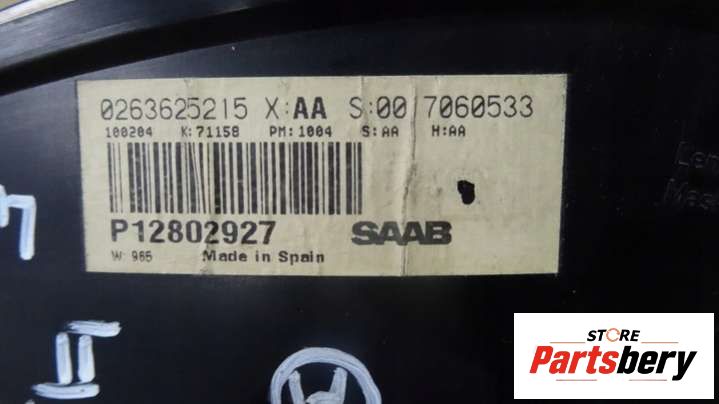 0263625215 X:AA S:00 7060533
100204 K:71158 PM:1004 S:AA H:AA
P12802927 SAAB
W: 965 Made in Spain
STORE
Partsbery